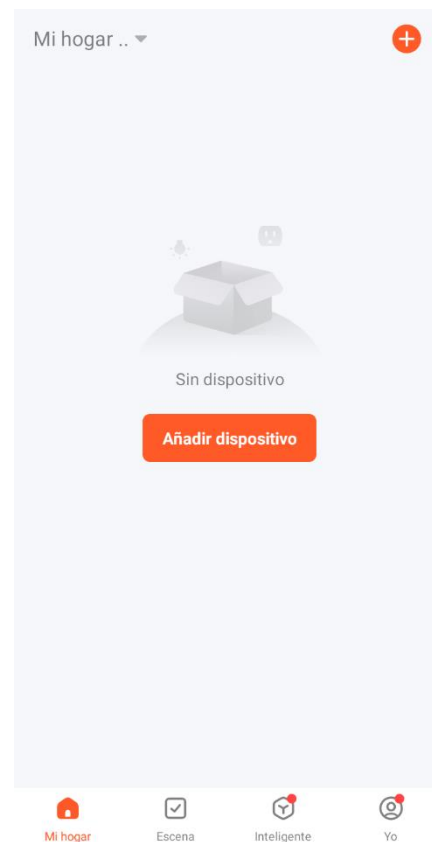 Mi hogar ..
Sin dispositivo
Añadir dispositivo
Mi hogar
Escena
Inteligente
Yo